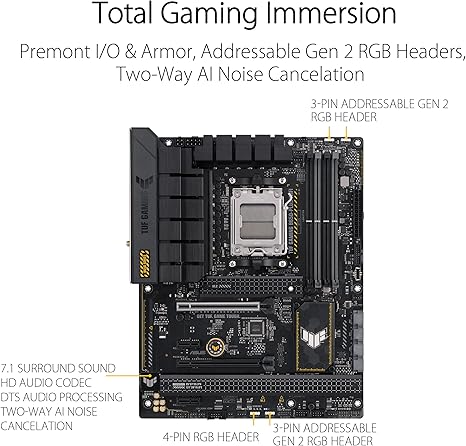 Total Gaming Immersion
Premont I/O & Armor, Addressable Gen 2 RGB Headers,
Two-Way AI Noise Cancelation
3-PIN ADDRESSABLE GEN 2
RGB HEADER
TUF GAMING
7.1 SURROUND SOUND
HD AUDIO CODEC
DTS AUDIO PROCESSING
TWO-WAY AI NOISE
CANCELATION
4-PIN RGB HEADER
3-PIN ADDRESSABLE
GEN 2 RGB HEADER